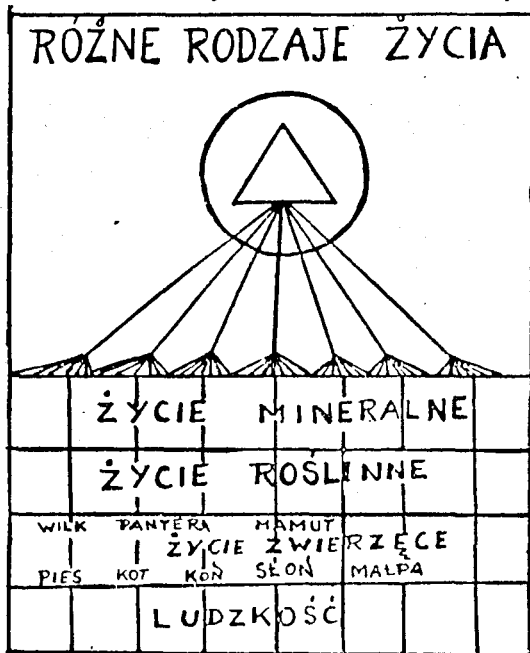 RÓŻNE RODZAJE ŻYCIA
ŻYCIE MINERALNE
ŻYCIE ROŚLINNE
WILK PANTERA MAMUT
ŻYCIE ZWIERZĘCE
PIES KOT KOŃ SŁOŃ MAŁPA
LUDZKOŚĆ